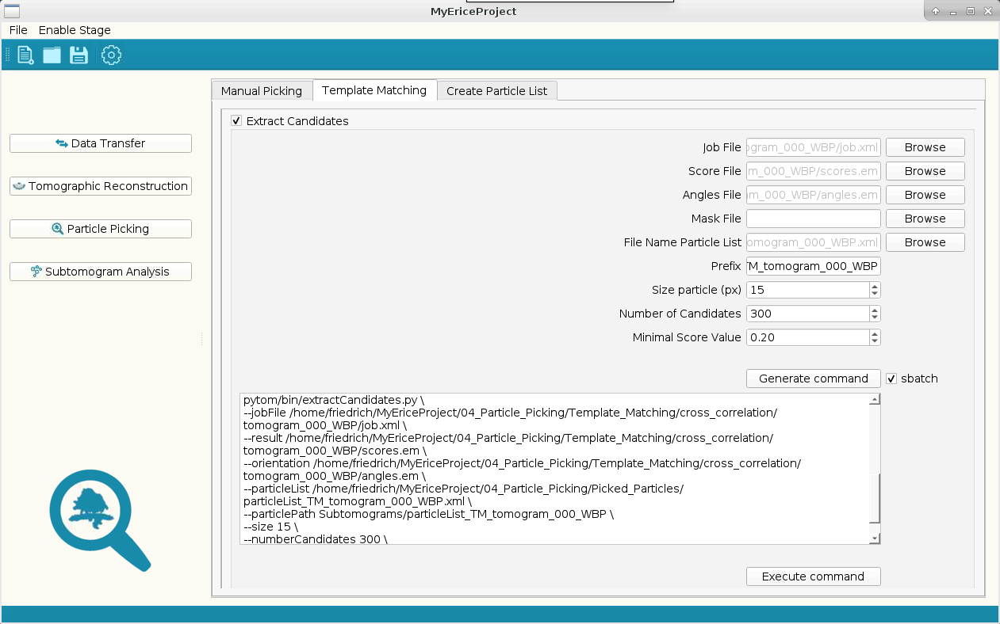 MyEriceProject
File Enable Stage
Manual Picking Template Matching Create Particle List
Extract Candidates
Data Transfer
Tomographic Reconstruction
Particle Picking
Subtomogram Analysis
Job File ogram_000_WBP/job.xml Browse
Score File m_000_WBP/scores.em Browse
Angles File m_000_WBP/angles.em Browse
Mask File Browse
File Name Particle List omogram_000_WBP.xml Browse
Prefix TM_tomogram_000_WBP
Size particle (px) 15
Number of Candidates 300
Minimal Score Value 0.20
Generate command sbatch
pytom/bin/extractCandidates.py \
--jobFile /home/friedrich/MyEriceProject/04_Particle_Picking/Template_Matching/cross_correlation/
tomogram_000_WBP/job.xml \
--result /home/friedrich/MyEriceProject/04_Particle_Picking/Template_Matching/cross_correlation/
tomogram_000_WBP/scores.em \
--orientation /home/friedrich/MyEriceProject/04_Particle_Picking/Template_Matching/cross_correlation/
tomogram_000_WBP/angles.em \
--particleList /home/friedrich/MyEriceProject/04_Particle_Picking/Picked_Particles/
particleList_TM_tomogram_000_WBP.xml \
--particlePath Subtomograms/particleList_TM_tomogram_000_WBP \
--size 15 \
--numberCandidates 300 \
Execute command